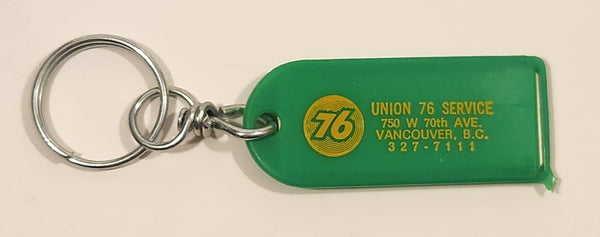 76
UNION 76 SERVICE
750 W 70th AVE.
VANCOUVER, B.C.
327-7111